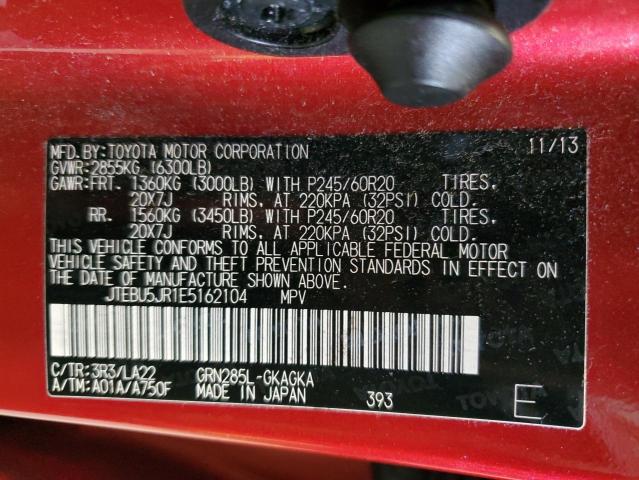 MFD.BY:TOYOTA MOTOR CORPORATION 11/13
GVWR:2855KG (6300LB)
GAWR:FRT. 1360KG (3000LB) WITH P245/60R20 TIRES.
20X7J RIMS. AT 220KPA (32PSI) COLD.
RR. 1560KG (3450LB) WITH P245/60R20 TIRES.
20X7J RIMS. AT 220KPA (32PSI) COLD.
THIS VEHICLE CONFORMS TO ALL APPLICABLE FEDERAL MOTOR
VEHICLE SAFETY AND THEFT PREVENTION STANDARDS IN EFFECT ON
THE DATE OF MANUFACTURE SHOWN ABOVE.
JTEBU5JR1E5162104 MPV
C/TR:3R3/LA22 GRN285L-GKAGKA
A/TM:A01A/A750F MADE IN JAPAN 393 E